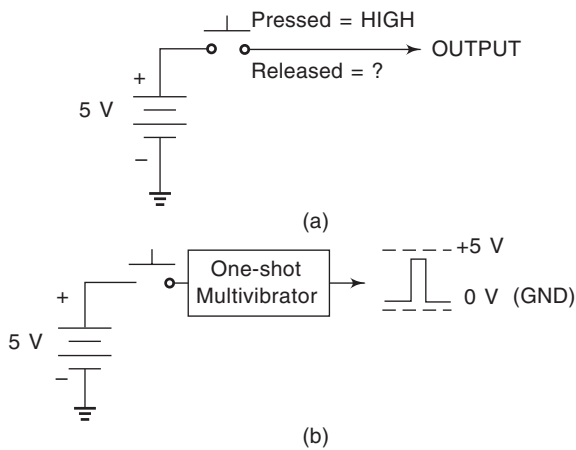 Pressed = HIGH
OUTPUT
Released = ?
+
5 V
–
(a)
One-shot
Multivibrator
+5 V
0 V (GND)
+
5 V
–
(b)